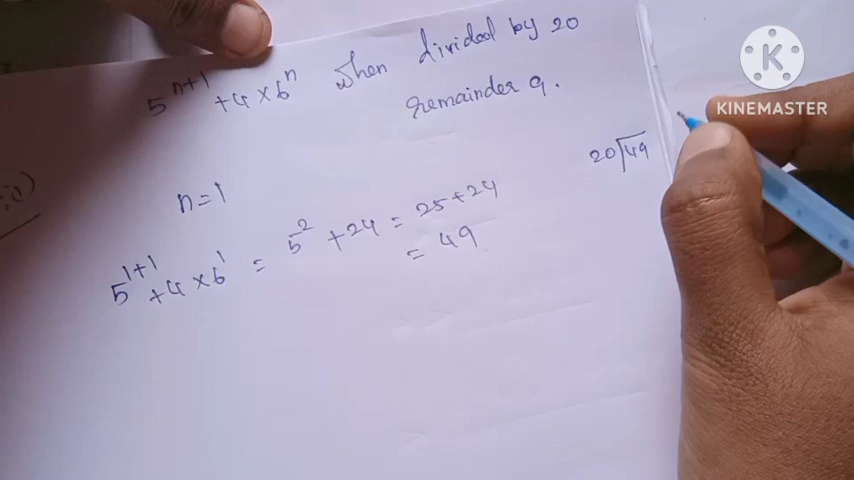 5^{n+1} + 4 × 6^n when divided by 20
remainder 9.
n=1
20)49
5^{1+1} + 4 × 6^1 = 5^2 + 24 = 25+24
= 49
K
KINEMASTER